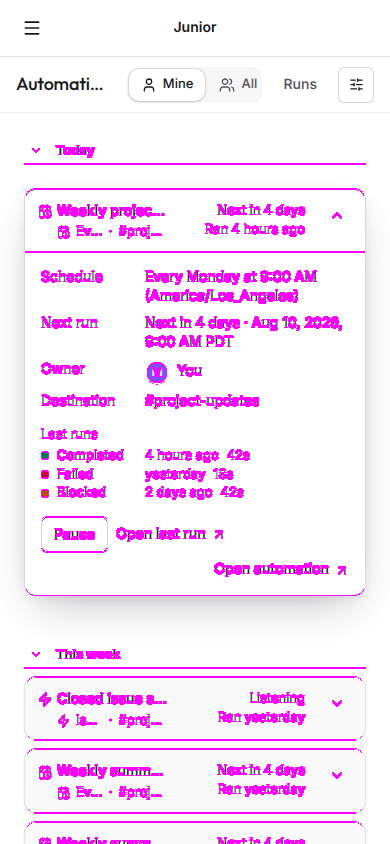 Junior
Automati...
Mine
All
Runs
Today
Weekly projec...
Next in 4 days
Ev... · #proj...
Ran 4 hours ago
Schedule
Every Monday at 9:00 AM
(America/Los_Angeles)
Next run
Next in 4 days · Aug 10, 2026,
9:00 AM PDT
Owner
You
Destination
#project-updates
Last runs
Completed 4 hours ago 42s
Failed yesterday 18s
Blocked 2 days ago 42s
Pause
Open last run
Open automation
This week
Closed issue s...
Listening
Is... · #proj...
Ran yesterday
Weekly summ...
Next in 4 days
Ev... · #proj...
Ran yesterday
Weekly summ...
Next in 4 days